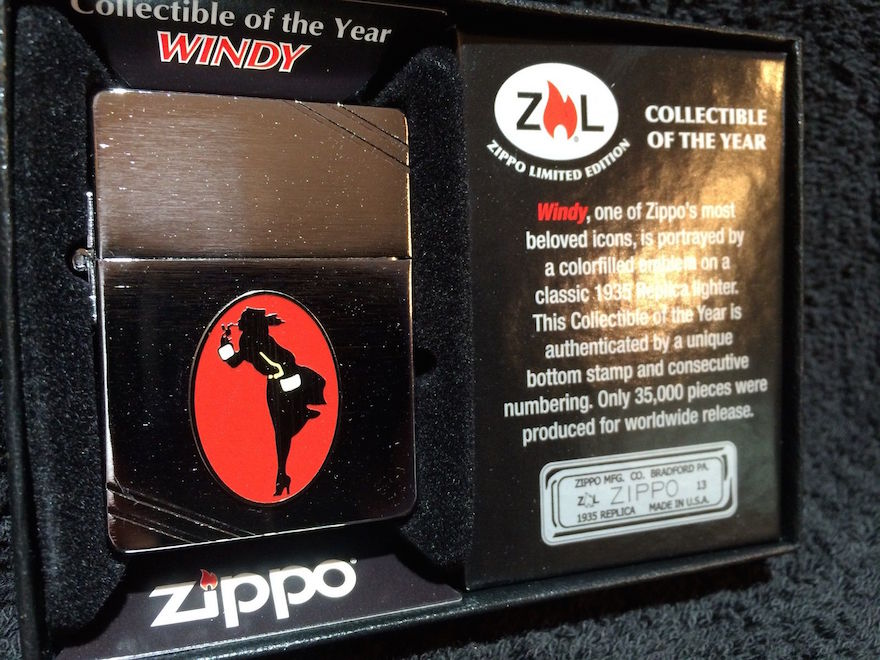 Collectible of the Year
WINDY
zippo
ZL
ZIPPO LIMITED EDITION
COLLECTIBLE
OF THE YEAR
Windy, one of Zippo's most
beloved icons, is portrayed by
a colorfilled emblem on a
classic 1935 Replica lighter.
This Collectible of the Year is
authenticated by a unique
bottom stamp and consecutive
numbering. Only 35,000 pieces were
produced for worldwide release.
ZIPPO MFG. CO. BRADFORD PA.
ZL ZIPPO 13
1935 REPLICA MADE IN U.S.A.